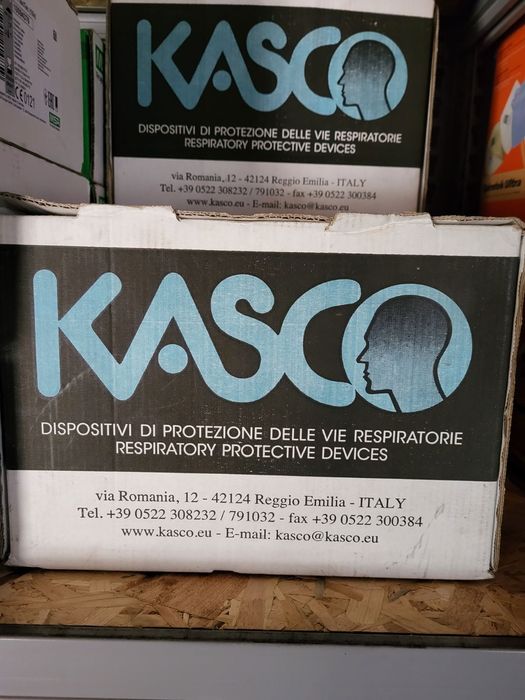 KASCO
DISPOSITIVI DI PROTEZIONE DELLE VIE RESPIRATORIE
RESPIRATORY PROTECTIVE DEVICES
via Romania, 12 - 42124 Reggio Emilia - ITALY
Tel. +39 0522 308232 / 791032 - fax +39 0522 300384
www.kasco.eu - E-mail: kasco@kasco.eu
KASCO
DISPOSITIVI DI PROTEZIONE DELLE VIE RESPIRATORIE
RESPIRATORY PROTECTIVE DEVICES
via Romania, 12 - 42124 Reggio Emilia - ITALY
Tel. +39 0522 308232 / 791032 - fax +39 0522 300384
www.kasco.eu - E-mail: kasco@kasco.eu